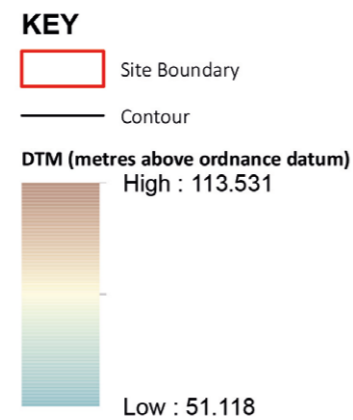 KEY
Site Boundary
Contour
DTM (metres above ordnance datum)
High : 113.531
Low : 51.118